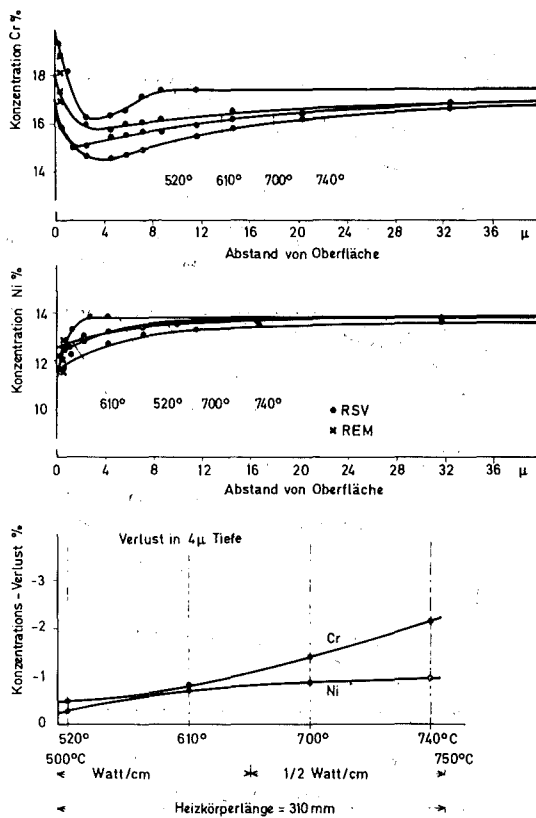 Konzentration Cr %
18
16
14
520° 610° 700° 740°
0 4 8 12 16 20 24 28 32 36 μ
Abstand von Oberfläche
Konzentration Ni %
14
12
10
610° 520° 700° 740°
• RSV
× REM
0 4 8 12 16 20 24 28 32 36 μ
Abstand von Oberfläche
Verlust in 4μ Tiefe
Konzentrations-Verlust %
-3
-2
-1
0
Cr
Ni
520° 610° 700° 740°C
500°C 750°C
Watt/cm 1/2 Watt/cm
Heizkörperlänge = 310 mm